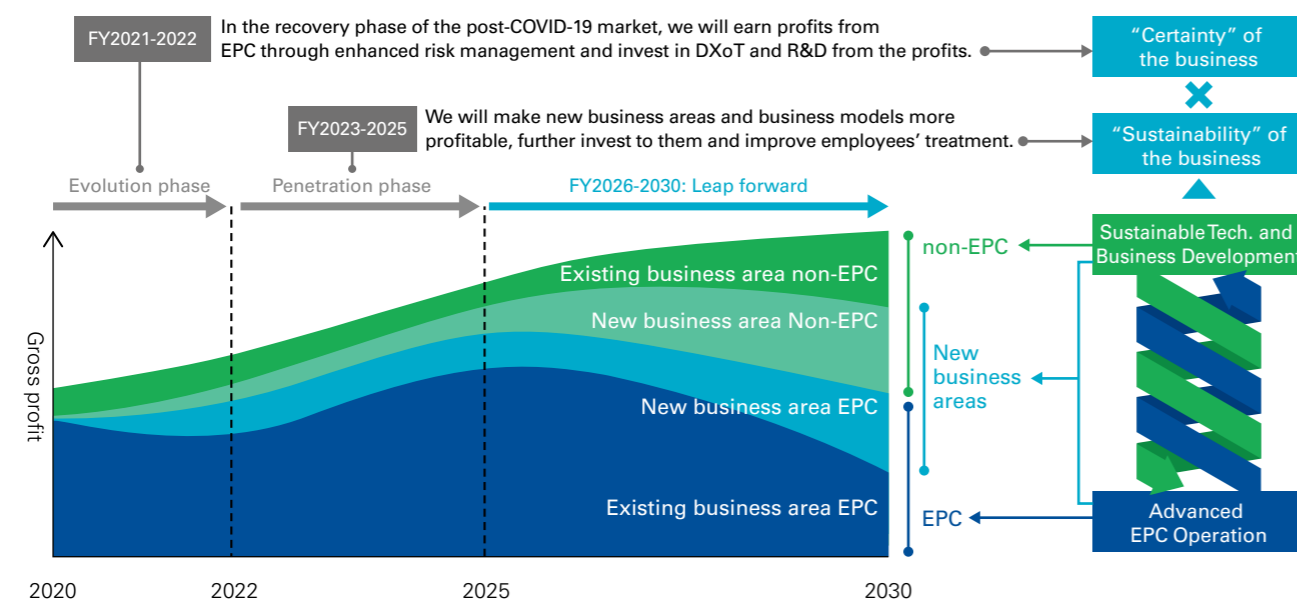 FY2021-2022
In the recovery phase of the post-COVID-19 market, we will earn profits from
EPC through enhanced risk management and invest in DXoT and R&D from the profits.
“Certainty” of
the business
FY2023-2025
We will make new business areas and business models more
profitable, further invest to them and improve employees’ treatment.
“Sustainability” of
the business
Evolution phase
Penetration phase
FY2026-2030: Leap forward
Gross profit
Existing business area non-EPC
New business area Non-EPC
New business area EPC
Existing business area EPC
non-EPC
New
business
areas
EPC
Sustainable Tech. and
Business Development
Advanced
EPC Operation
2020
2022
2025
2030